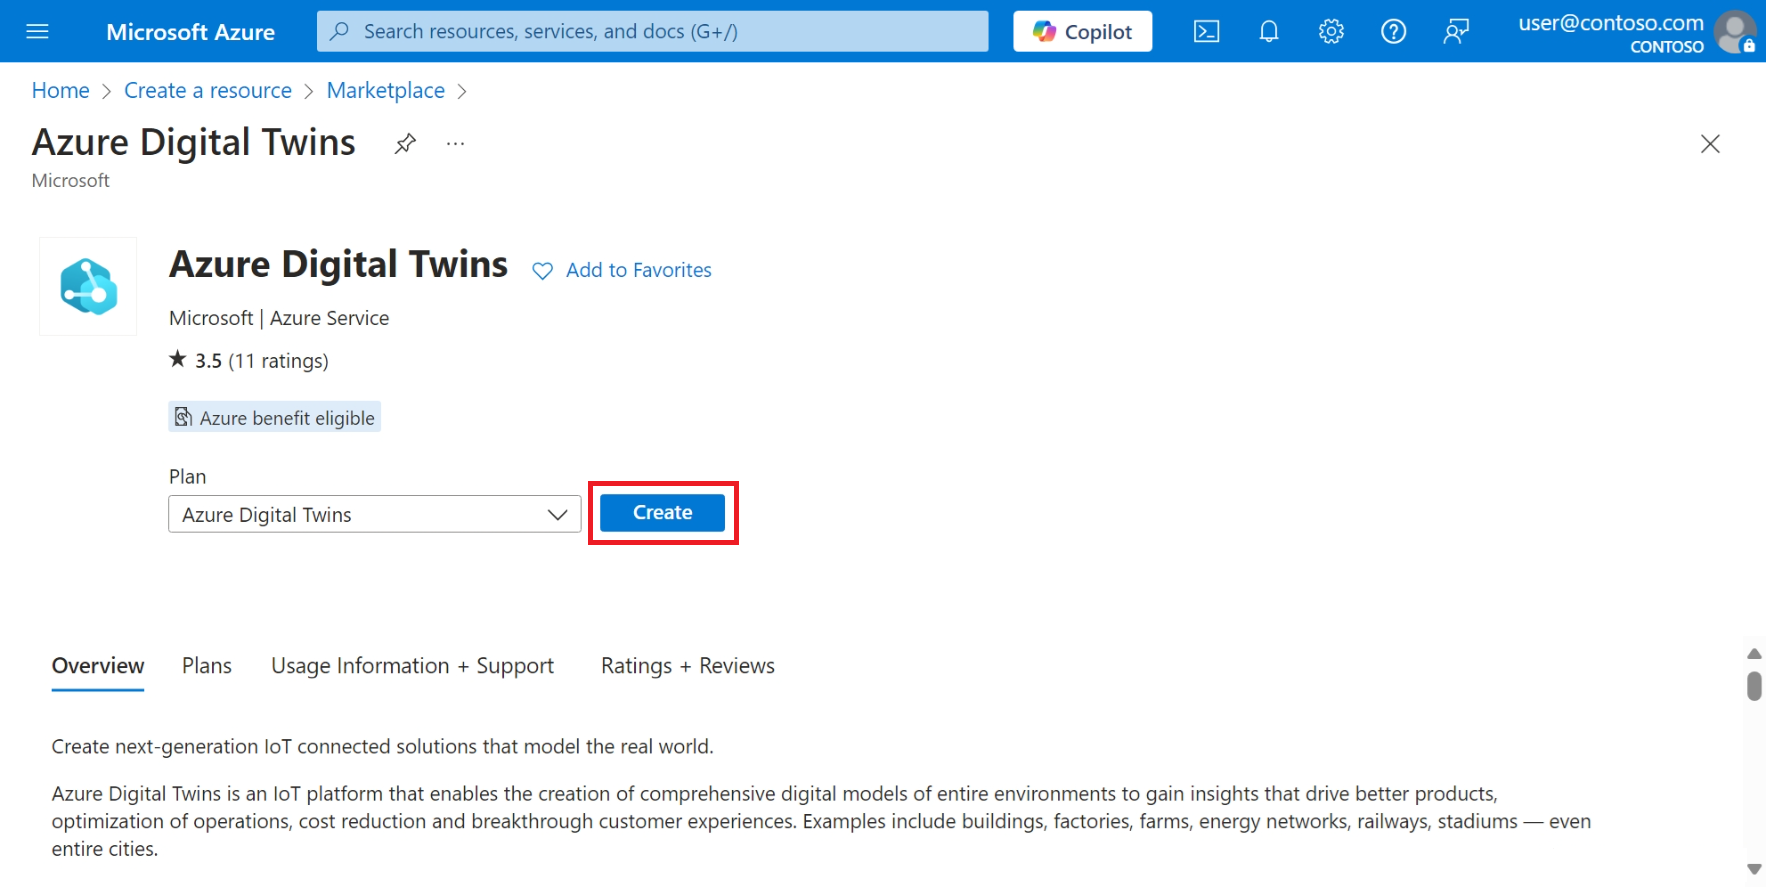 Microsoft Azure
Search resources, services, and docs (G+/)
Copilot
user@contoso.com
CONTOSO
Home > Create a resource > Marketplace >
Azure Digital Twins
Microsoft
Azure Digital Twins
Add to Favorites
Microsoft | Azure Service
★ 3.5 (11 ratings)
Azure benefit eligible
Plan
Azure Digital Twins
Create
Overview
Plans
Usage Information + Support
Ratings + Reviews
Create next-generation IoT connected solutions that model the real world.
Azure Digital Twins is an IoT platform that enables the creation of comprehensive digital models of entire environments to gain insights that drive better products,
optimization of operations, cost reduction and breakthrough customer experiences. Examples include buildings, factories, farms, energy networks, railways, stadiums — even
entire cities.